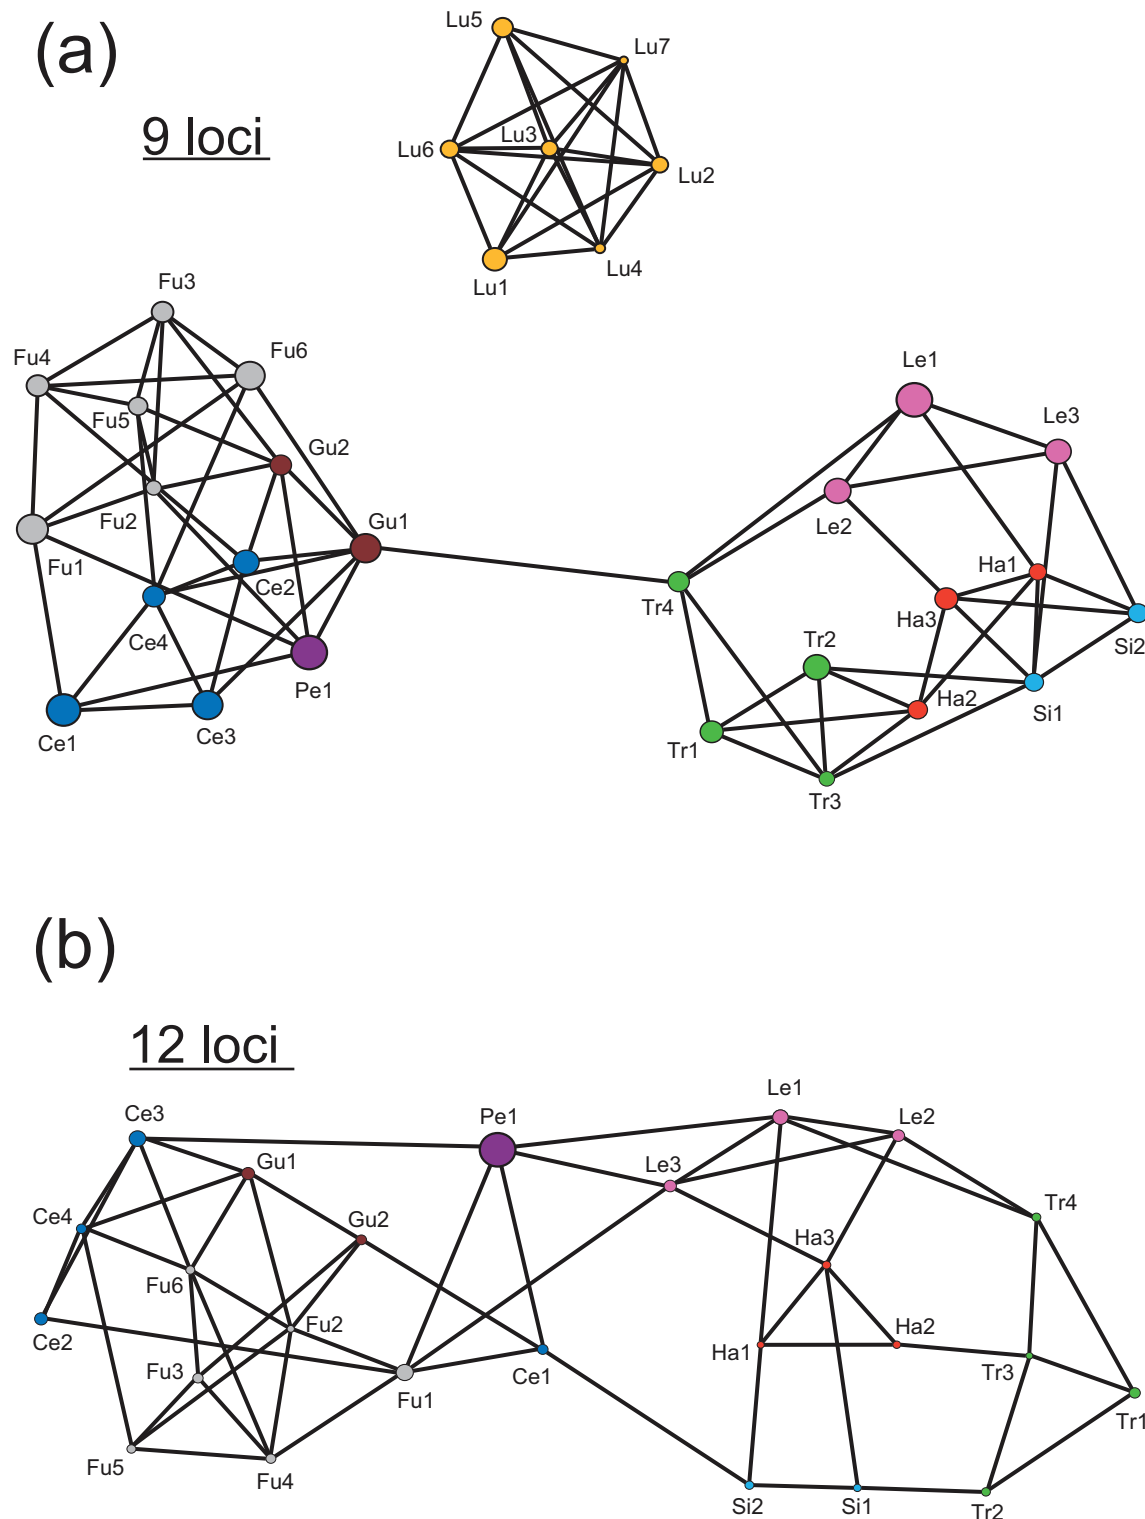 (a)
9 loci
Lu5
Lu7
Lu3
Lu6
Lu2
Lu4
Lu1
Fu3
Fu6
Fu4
Fu5
Gu2
Fu2
Gu1
Fu1
Ce2
Ce4
Pe1
Ce1
Ce3
Le1
Le3
Le2
Ha1
Tr4
Ha3
Tr2
Si2
Ha2
Si1
Tr1
Tr3
(b)
12 loci
Ce3
Pe1
Le1
Le2
Gu1
Le3
Ce4
Gu2
Tr4
Ha3
Fu6
Fu2
Ce2
Ha2
Ha1
Fu3
Ce1
Tr3
Fu1
Tr1
Fu5
Fu4
Si2
Si1
Tr2